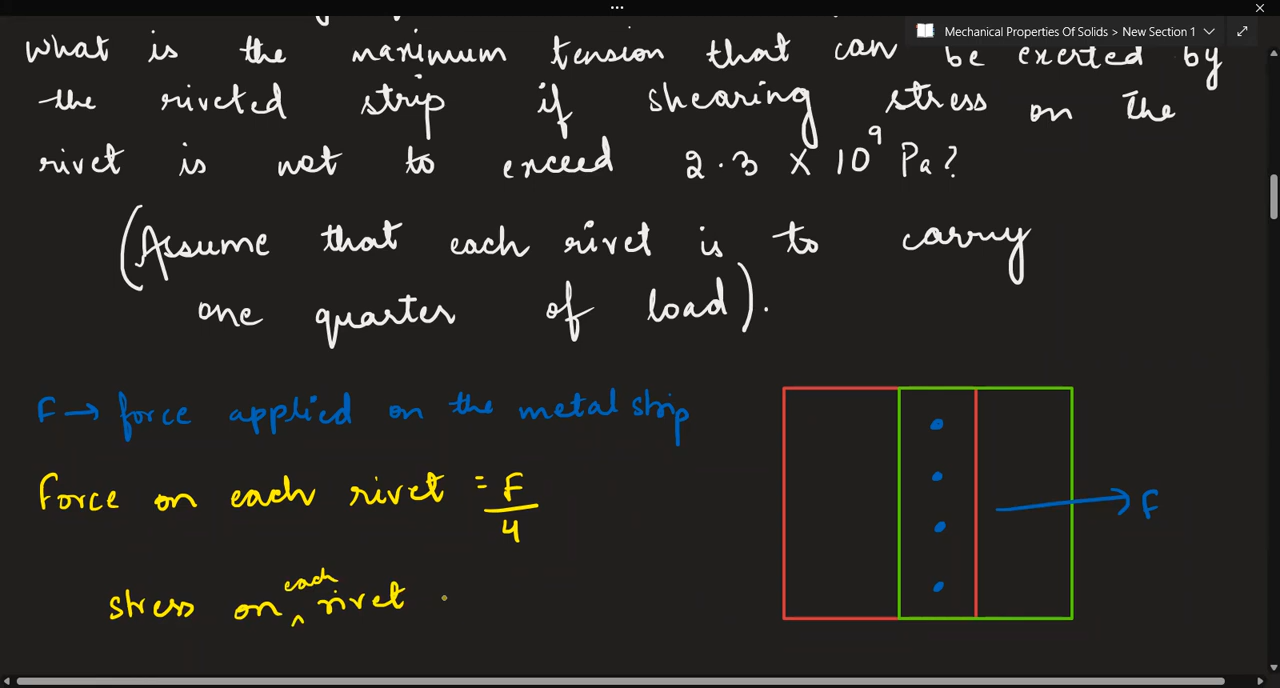 ...
Mechanical Properties Of Solids > New Section 1
What is the maximum tension that can be exerted by
the riveted strip if shearing stress on the
rivet is not to exceed 2.3 × 10⁹ Pa?
(Assume that each rivet is to carry
one quarter of load).
F → force applied on the metal strip
Force on each rivet = F/4
F
stress on ^each rivet